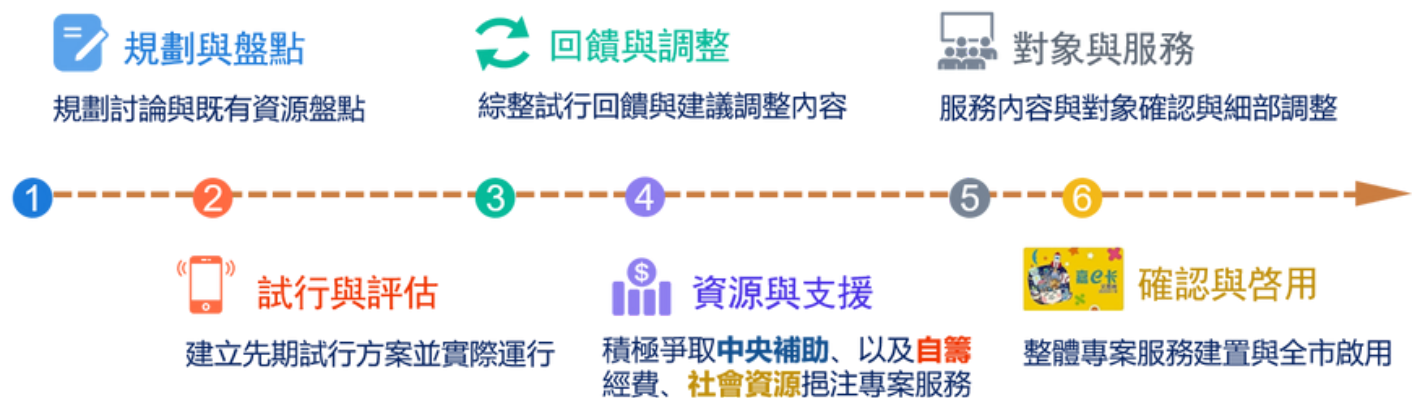 規劃與盤點
規劃討論與既有資源盤點
回饋與調整
綜整試行回饋與建議調整內容
對象與服務
服務內容與對象確認與細部調整
1
2
3
4
5
6
試行與評估
建立先期試行方案並實際運行
$
資源與支援
積極爭取中央補助、以及自籌
經費、社會資源挹注專案服務
嘉e卡
確認與啓用
整體專案服務建置與全市啟用